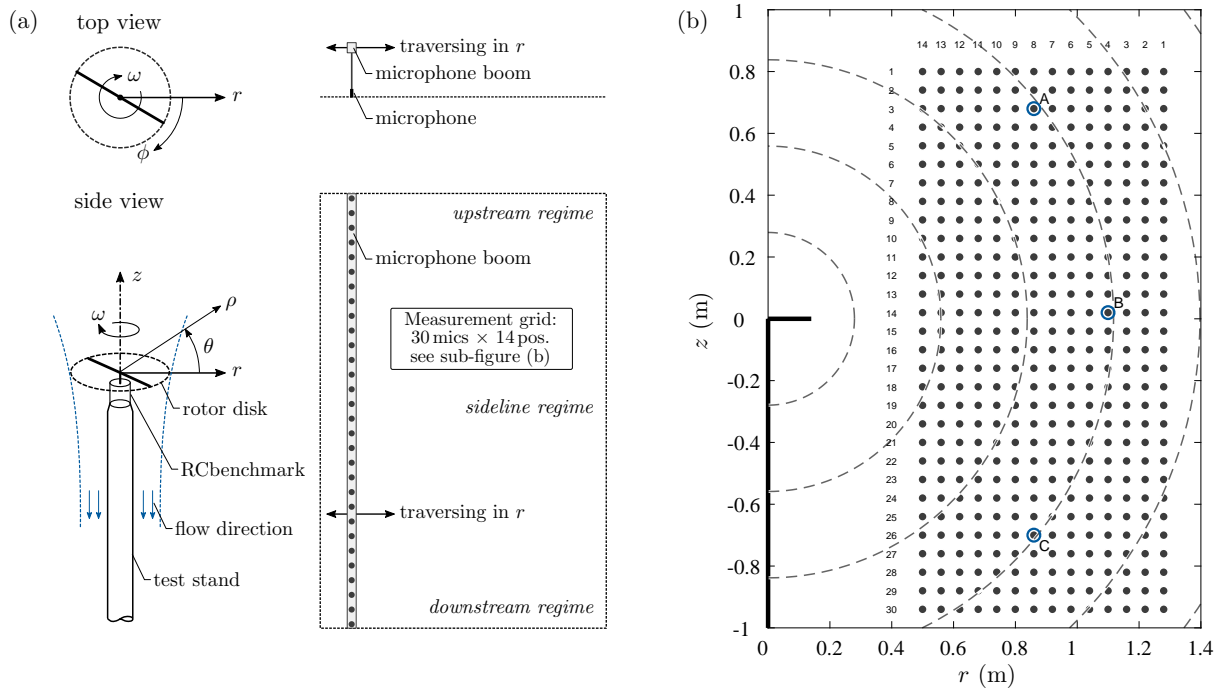 (a)
top view
ω
r
ϕ
traversing in r
microphone boom
microphone
side view
z
ω
ρ
θ
r
rotor disk
RCbenchmark
flow direction
test stand
upstream regime
microphone boom
Measurement grid:
30 mics × 14 pos.
see sub-figure (b)
sideline regime
traversing in r
downstream regime
(b)
1
0.8
0.6
0.4
0.2
0
-0.2
-0.4
-0.6
-0.8
-1
z (m)
14 13 12 11 10 9 8 7 6 5 4 3 2 1
1
2
3
4
5
6
7
8
9
10
11
12
13
14
15
16
17
18
19
20
21
22
23
24
25
26
27
28
29
30
A
B
C
0 0.2 0.4 0.6 0.8 1 1.2 1.4
r (m)